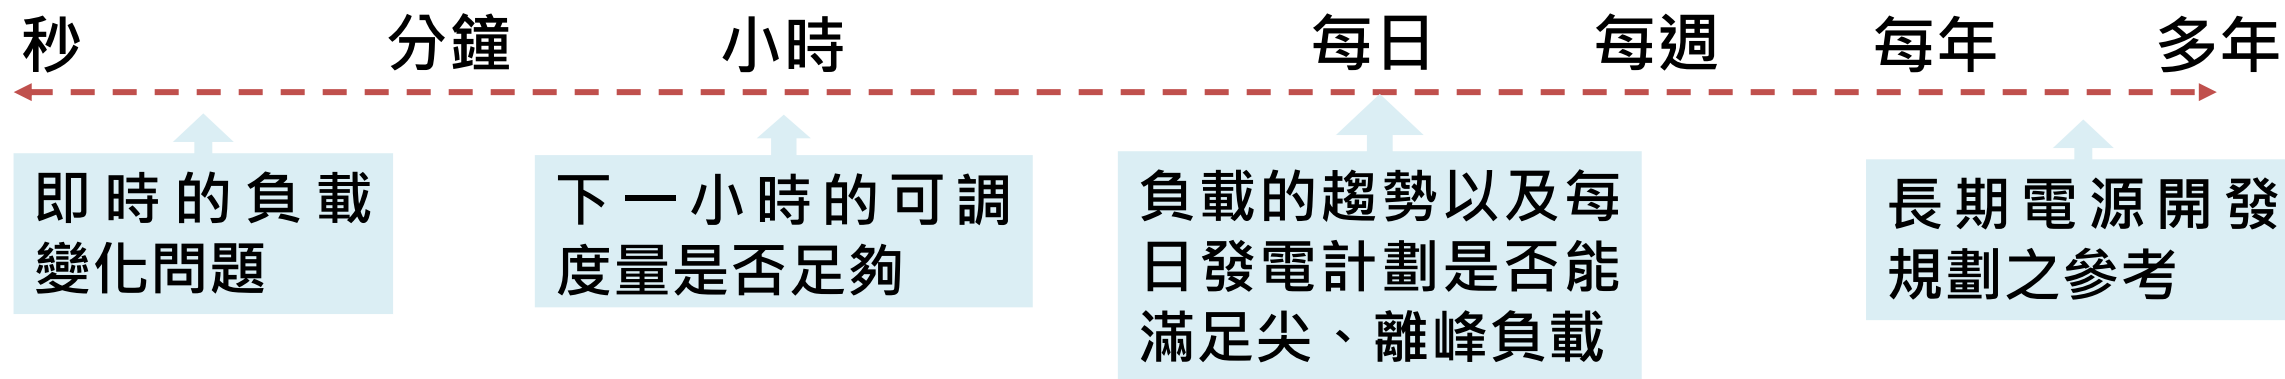 秒 分鐘 小時 每日 每週 每年 多年
即時的負載
變化問題
下一小時的可調
度量是否足夠
負載的趨勢以及每
日發電計劃是否能
滿足尖、離峰負載
長期電源開發
規劃之參考